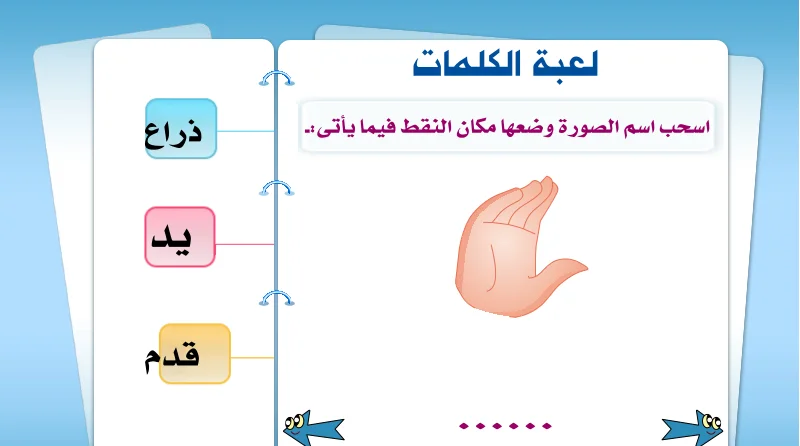 لعبة الكلمات
اسحب اسم الصورة وضعها مكان النقط فيما يأتى :ـ
ذراع
يد
قدم